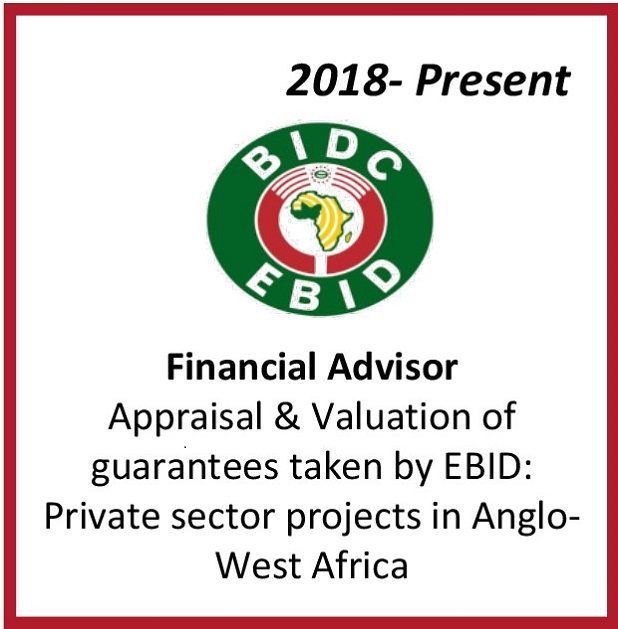 2018- Present
BIDC
EBID
Financial Advisor
Appraisal & Valuation of
guarantees taken by EBID:
Private sector projects in Anglo-
West Africa